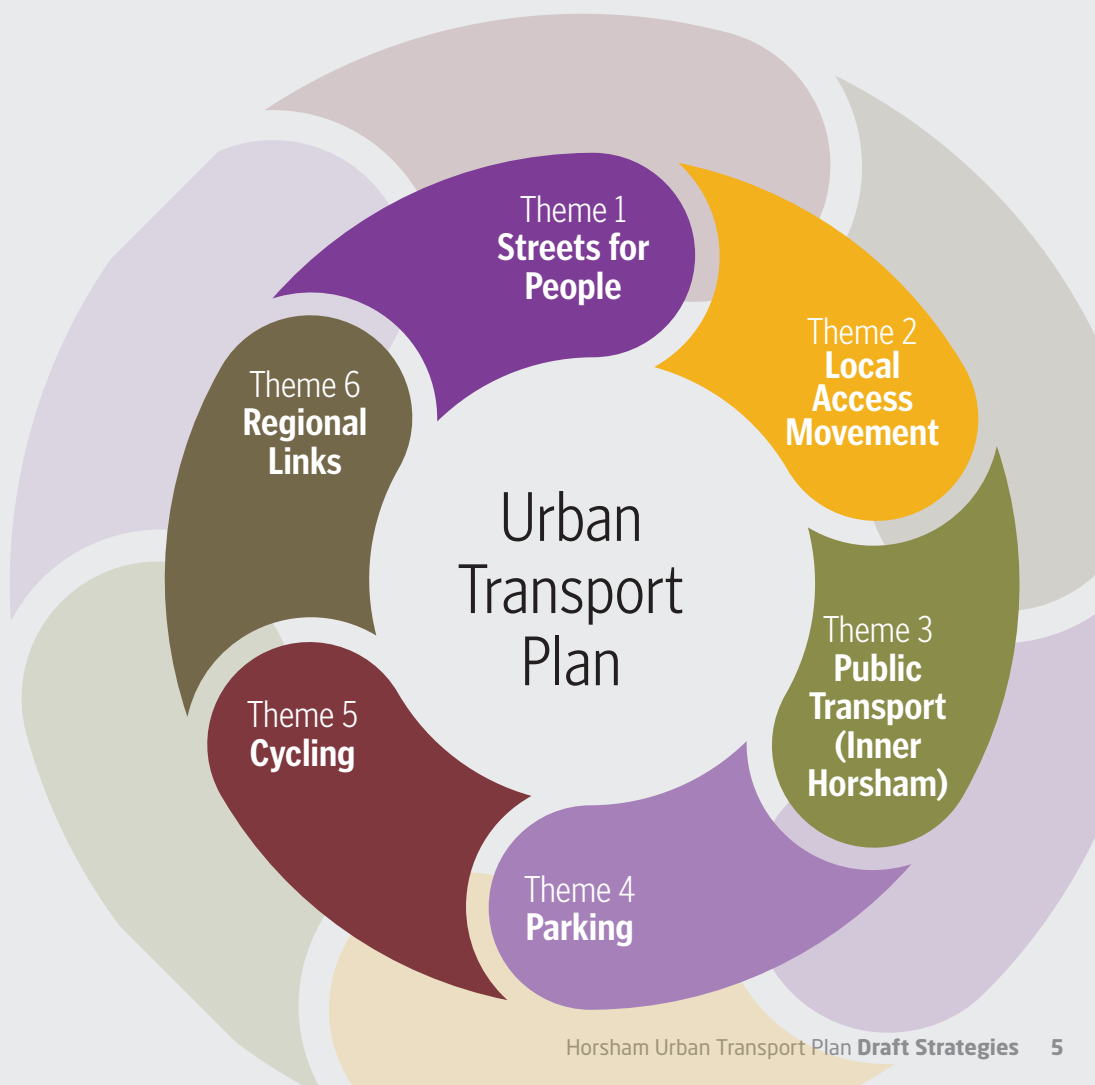 Theme 1
Streets for
People
Theme 2
Local
Access
Movement
Theme 3
Public
Transport
(Inner
Horsham)
Theme 4
Parking
Theme 5
Cycling
Theme 6
Regional
Links
Urban
Transport
Plan
Horsham Urban Transport Plan Draft Strategies 5